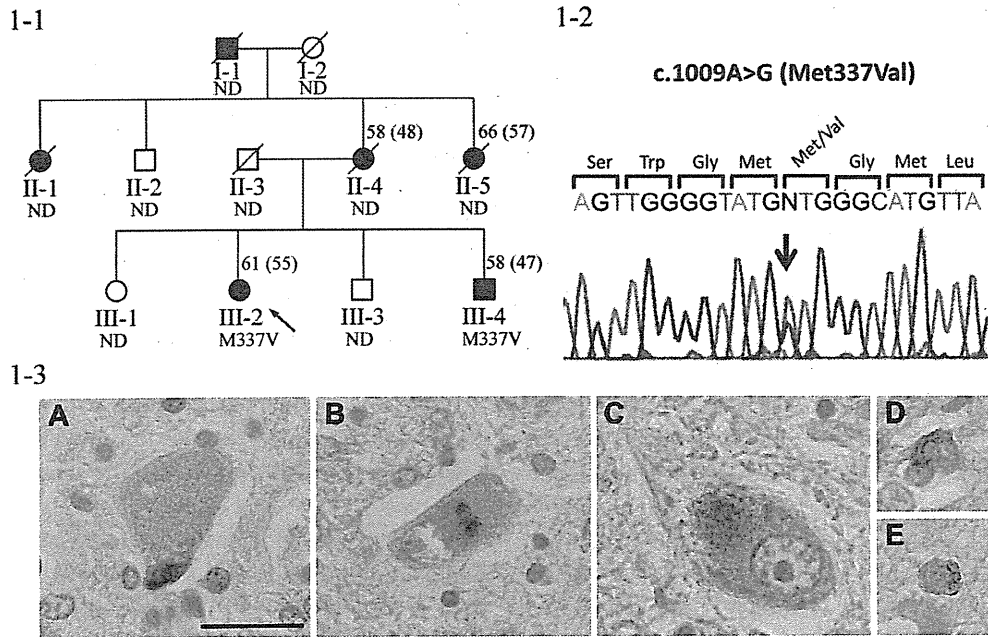 1-1
I-1
ND
I-2
ND
58 (48)
66 (57)
II-1
ND
II-2
ND
II-3
ND
II-4
ND
II-5
ND
61 (55)
58 (47)
III-1
ND
III-2
M337V
III-3
ND
III-4
M337V
1-2
c.1009A>G (Met337Val)
Ser Trp Gly Met Met/Val Gly Met Leu
AGTTGGGGTATGNTGGGCATGTTA
1-3
A
B
C
D
E